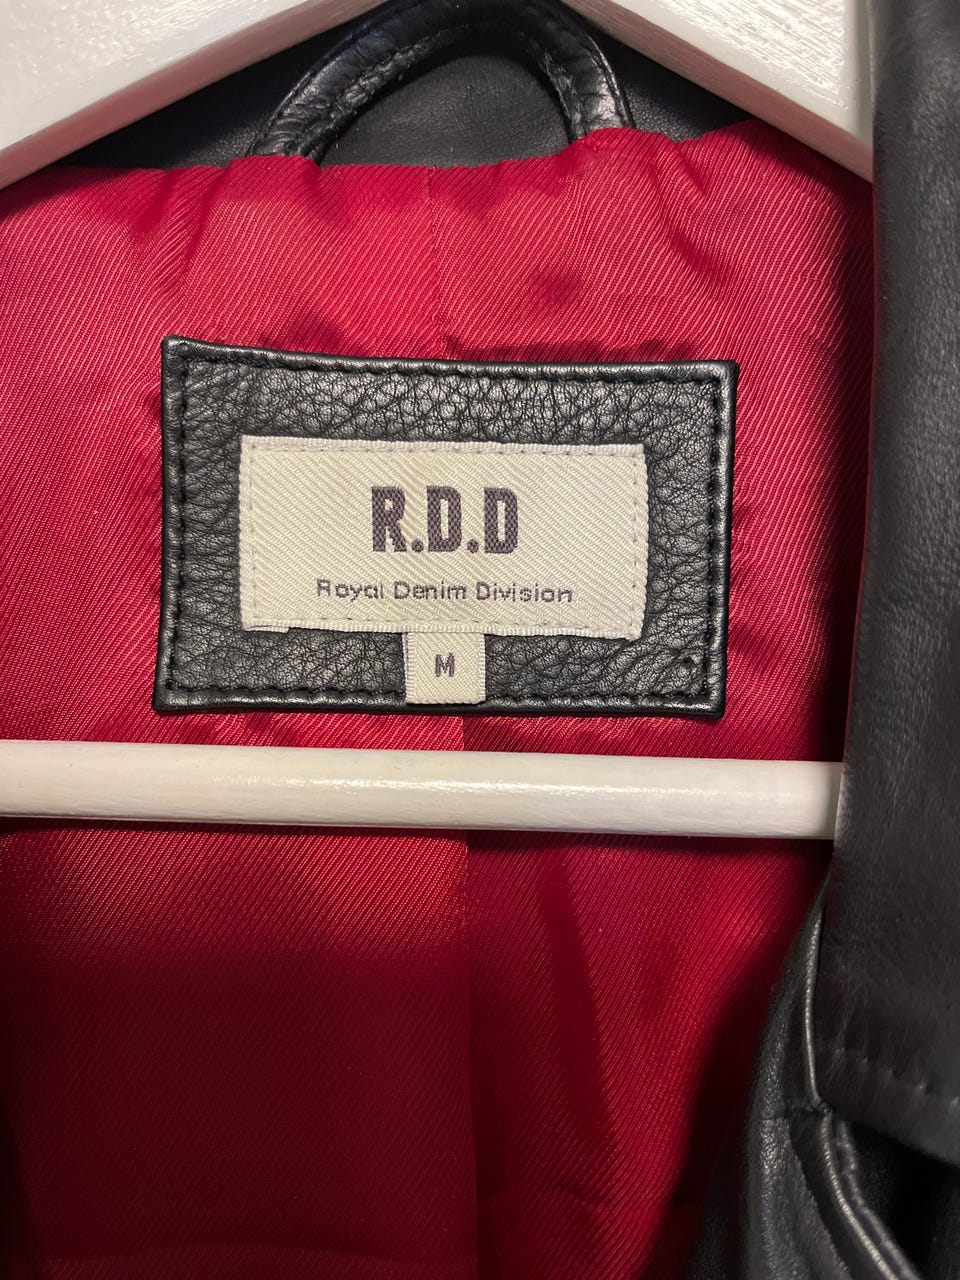 R.D.D
Royal Denim Division
M